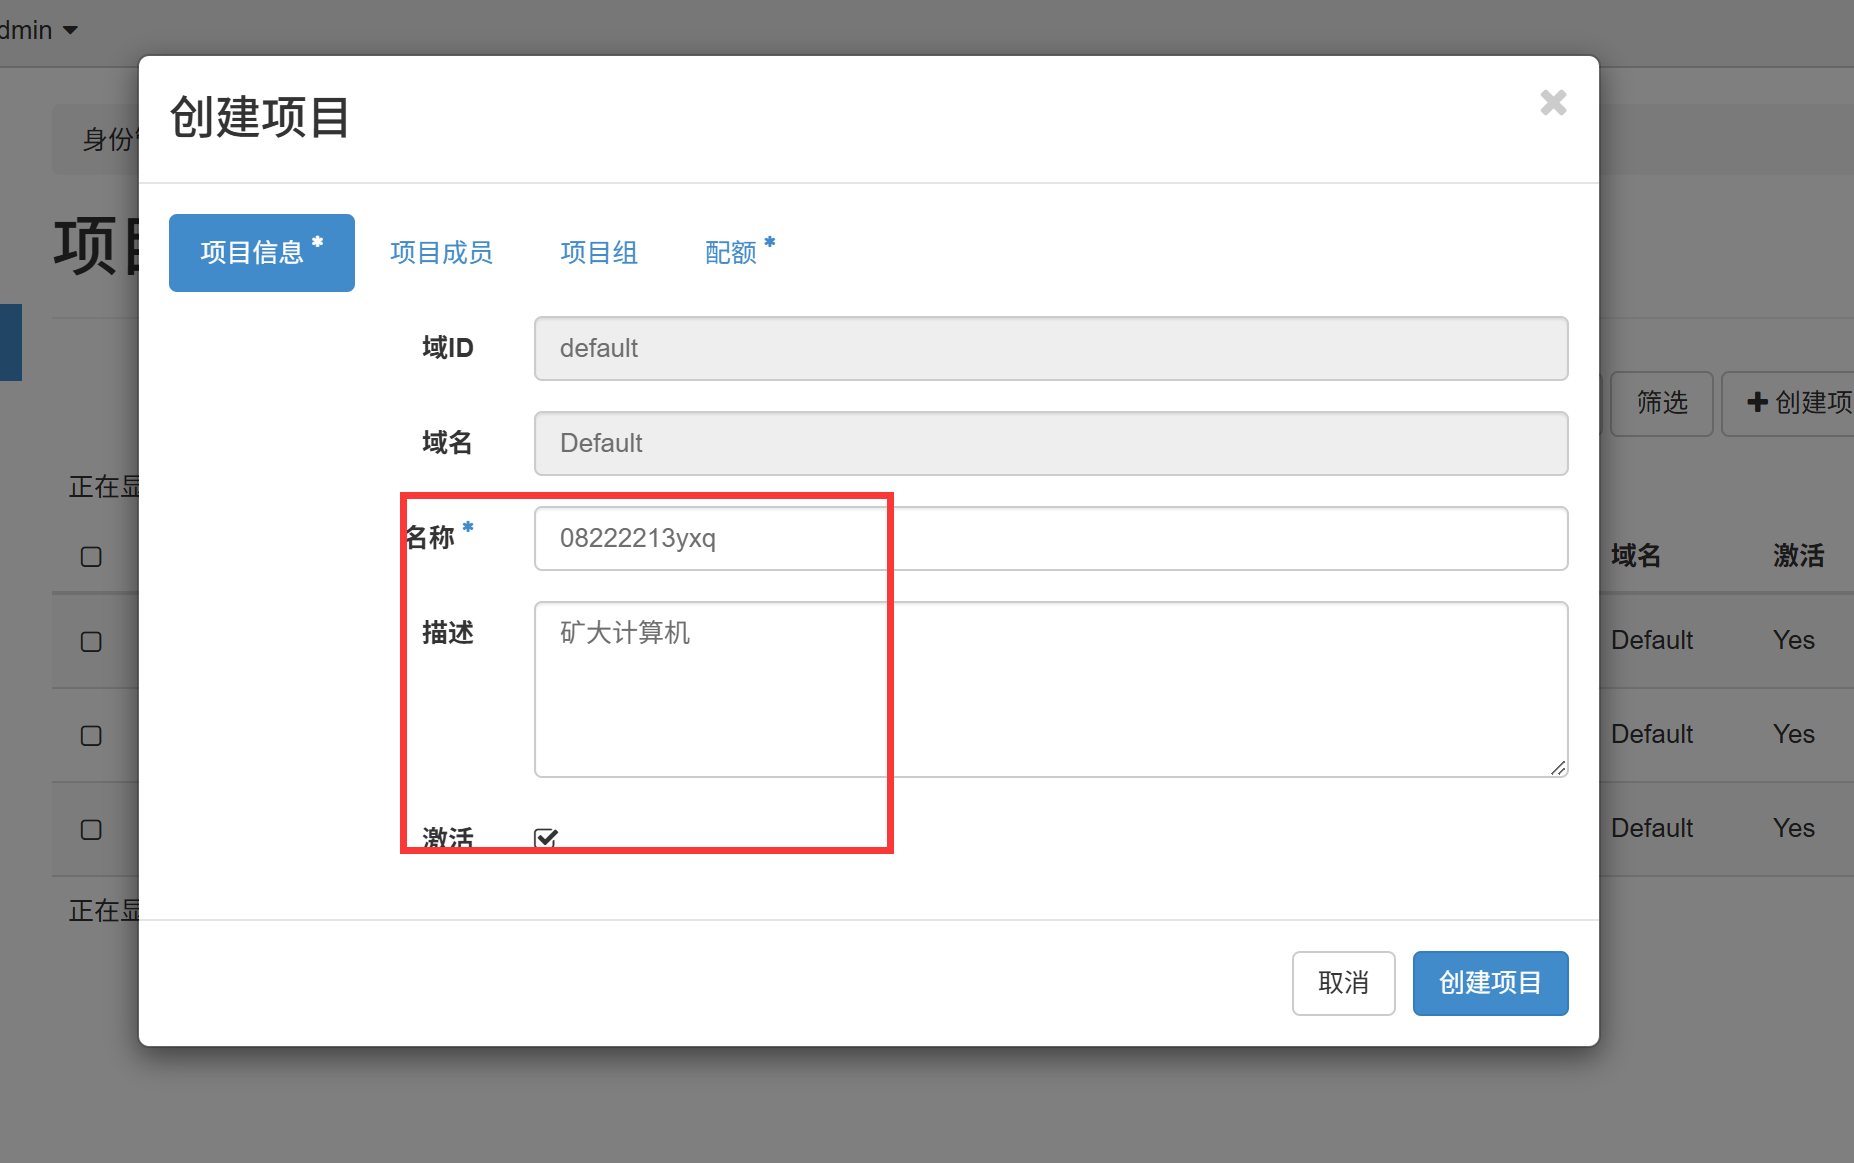 dmin
身份
创建项目
项目
项目信息 *
项目成员
项目组
配额 *
域ID
default
域名
Default
筛选
创建项
正在显
名称 *
08222213yxq
域名
激活
描述
矿大计算机
Default
Yes
Default
Yes
激活
Default
Yes
正在显
取消
创建项目